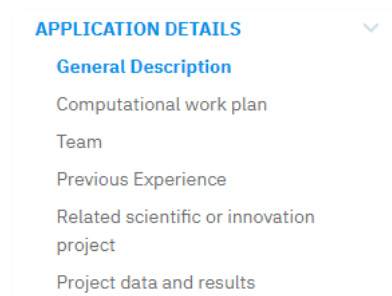 APPLICATION DETAILS
General Description
Computational work plan
Team
Previous Experience
Related scientific or innovation
project
Project data and results